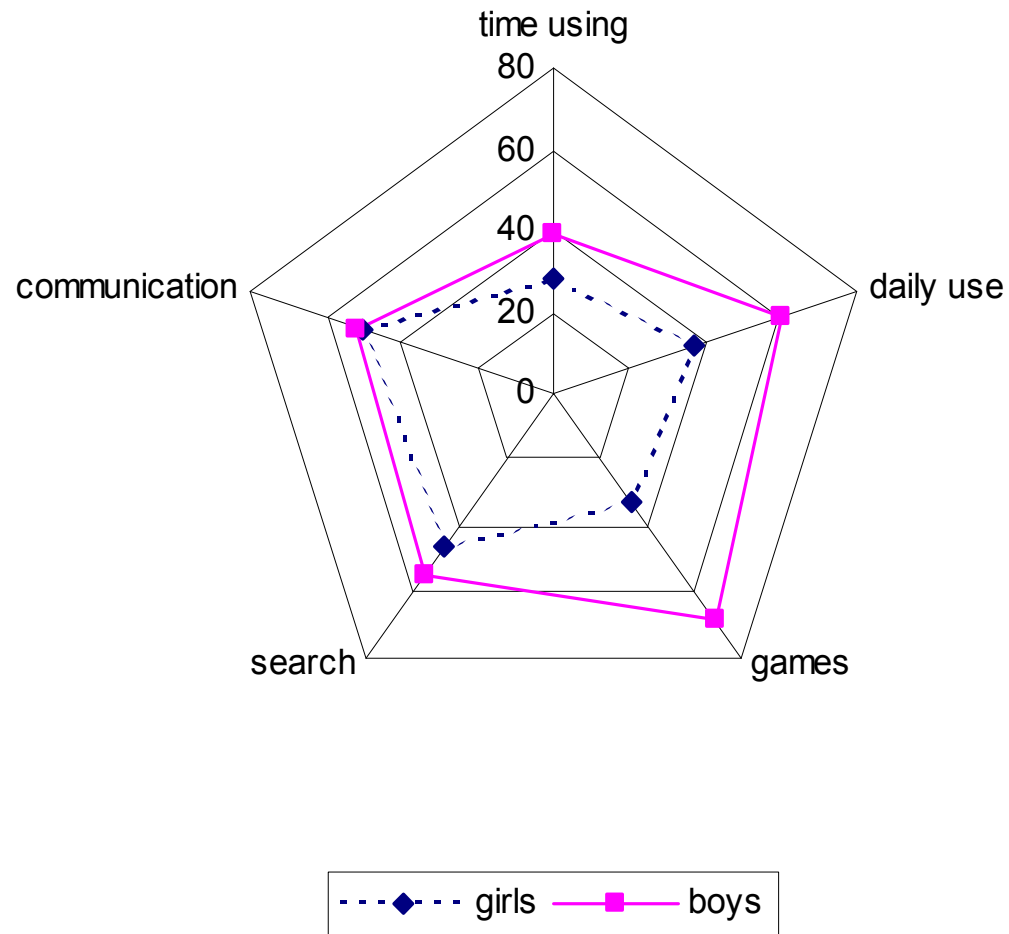 time using
80
60
40
20
0
communication
daily use
search
games
girls boys